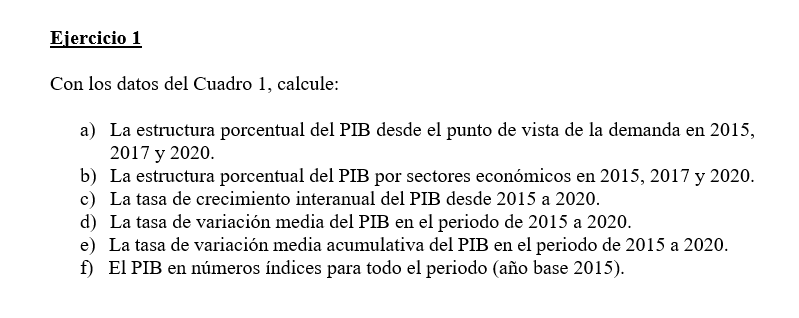 Ejercicio 1
Con los datos del Cuadro 1, calcule:
a) La estructura porcentual del PIB desde el punto de vista de la demanda en 2015,
2017 y 2020.
b) La estructura porcentual del PIB por sectores económicos en 2015, 2017 y 2020.
c) La tasa de crecimiento interanual del PIB desde 2015 a 2020.
d) La tasa de variación media del PIB en el periodo de 2015 a 2020.
e) La tasa de variación media acumulativa del PIB en el periodo de 2015 a 2020.
f) El PIB en números índices para todo el periodo (año base 2015).